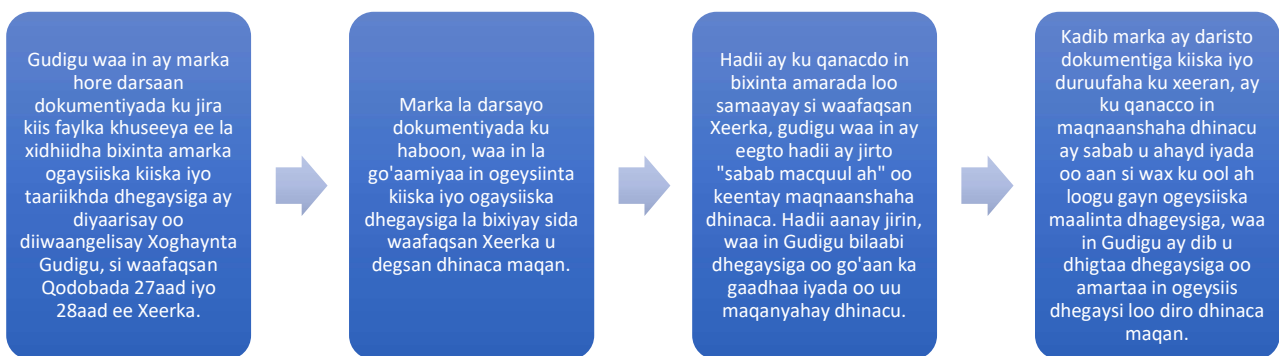 Gudigu waa in ay marka
hore darsaan
dokumentiyada ku jira
kiis faylka khuseeya ee la
xidhiidha bixinta amarka
ogaysiiska kiiska iyo
taariikhda dhegaysiga ay
diyaarisay oo
diiwaangelisay Xoghaynta
Gudigu, si waafaqsan
Qodobada 27aad iyo
28aad ee Xeerka.
Marka la darsayo
dokumentiyada ku
haboon, waa in la
go'aamiyaa in ogeysiinta
kiiska iyo ogaysiiska
dhegaysiga la bixiyay sida
waafaqsan Xeerka u
degsan dhinaca maqan.
Hadii ay ku qanacdo in
bixinta amarada loo
samaayay si waafaqsan
Xeerka, gudigu waa in ay
eegto hadii ay jirto
"sabab macquul ah" oo
keentay maqnaanshaha
dhinaca. Hadii aanay jirin,
waa in Gudigu bilaabi
dhegaysiga oo go'aan ka
gaadhaa iyada oo uu
maqanyahay dhinacu.
Kadib marka ay daristo
dokumentiga kiiska iyo
duruufaha ku xeeran, ay
ku qanacco in
maqnaanshaha dhinacu
ay sabab u ahayd iyada
oo aan si wax ku ool ah
loogu gayn ogeysiiska
maalinta dhageysiga, waa
in Gudigu ay dib u
dhigtaa dhegaysiga oo
amartaa in ogeysiis
dhegaysi loo diro dhinaca
maqan.